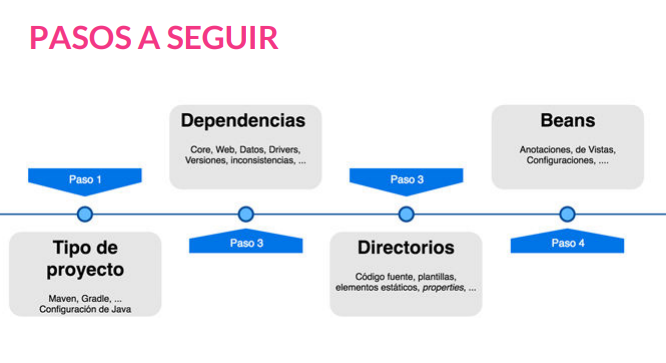 PASOS A SEGUIR
Paso 1
Tipo de
proyecto
Maven, Gradle, ...
Configuración de Java
Dependencias
Core, Web, Datos, Drivers,
Versiones, inconsistencias, ...
Paso 3
Paso 3
Directorios
Código fuente, plantillas,
elementos estáticos, properties, ...
Beans
Anotaciones, de Vistas,
Configuraciones, ....
Paso 4